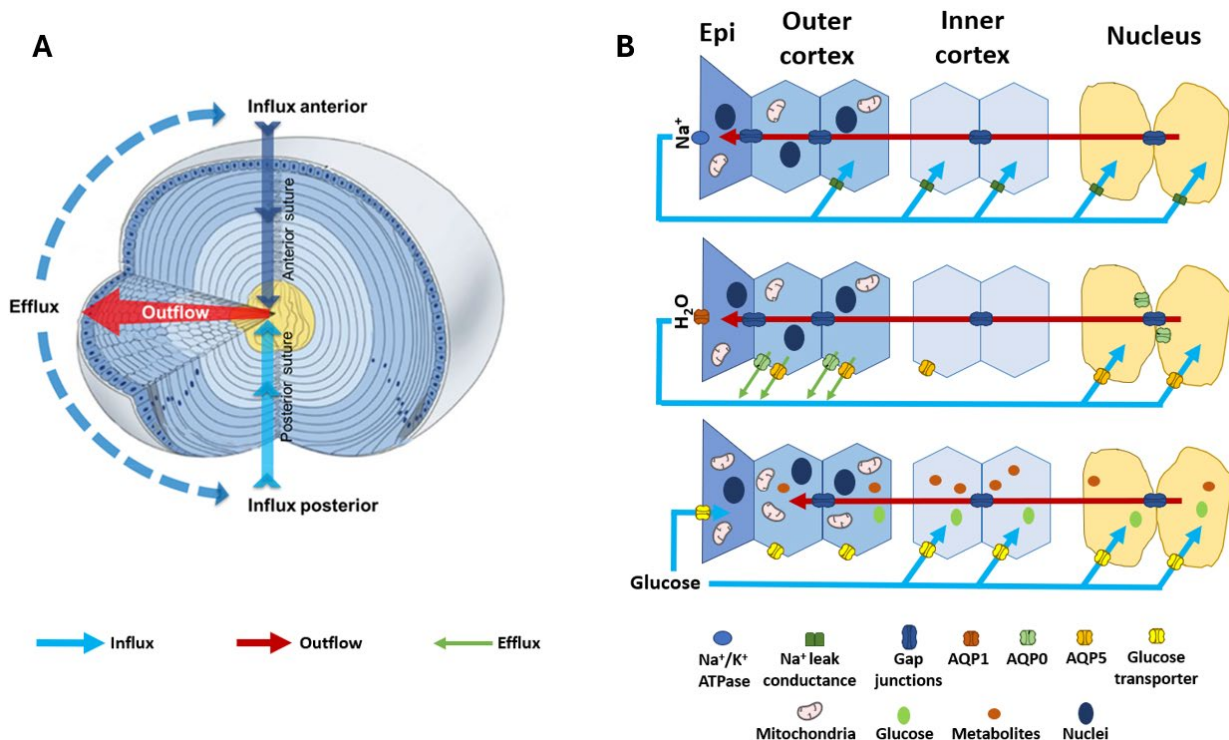 A
Influx anterior
Anterior suture
Efflux
Outflow
Posterior suture
Influx posterior
Influx
Outflow
Efflux
B
Epi
Outer
cortex
Inner
cortex
Nucleus
Na⁺
H₂O
Glucose
Na⁺/K⁺
ATPase
Na⁺ leak
conductance
Gap
junctions
AQP1
AQP0
AQP5
Glucose
transporter
Mitochondria
Glucose
Metabolites
Nuclei